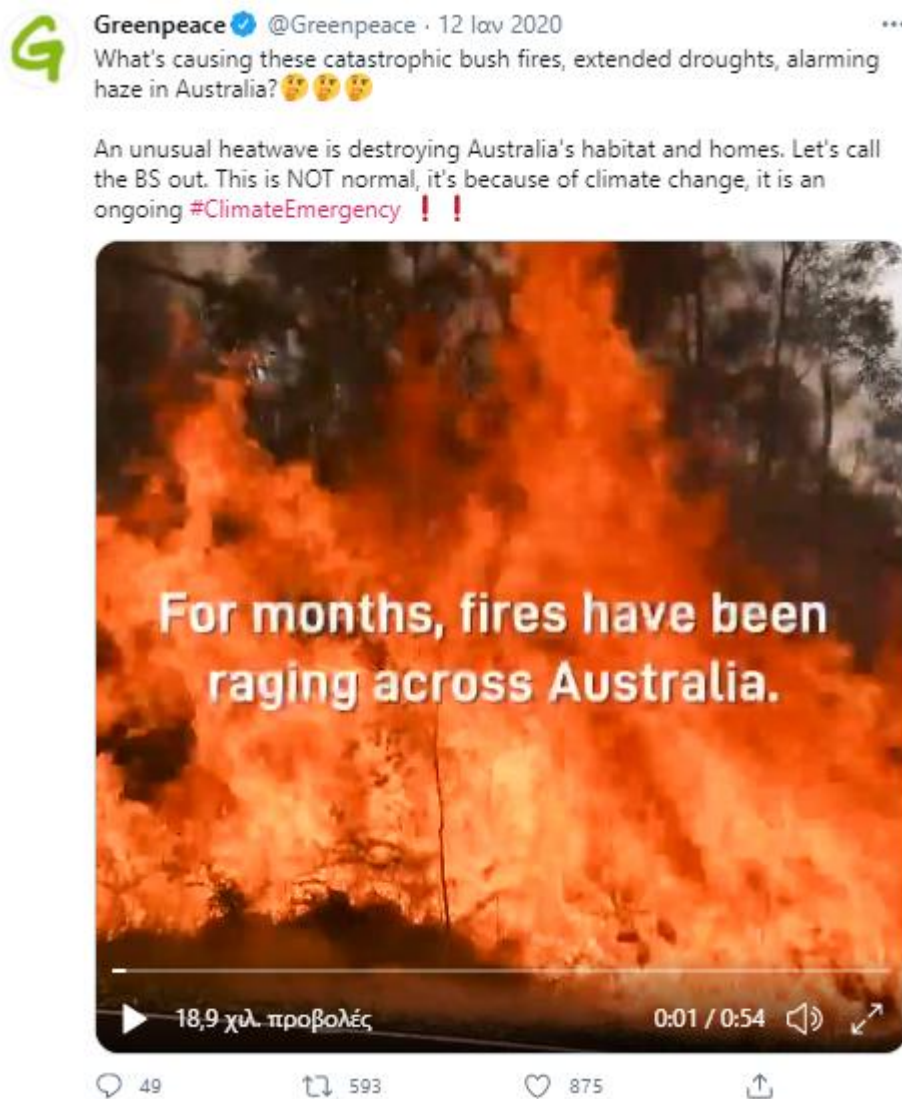 Greenpeace @Greenpeace · 12 Ιαν 2020
What's causing these catastrophic bush fires, extended droughts, alarming
haze in Australia?🤔🤔🤔
An unusual heatwave is destroying Australia's habitat and homes. Let's call
the BS out. This is NOT normal, it's because of climate change, it is an
ongoing #ClimateEmergency ❗❗
For months, fires have been
raging across Australia.
18,9 χιλ. προβολές 0:01 / 0:54
49 593 875